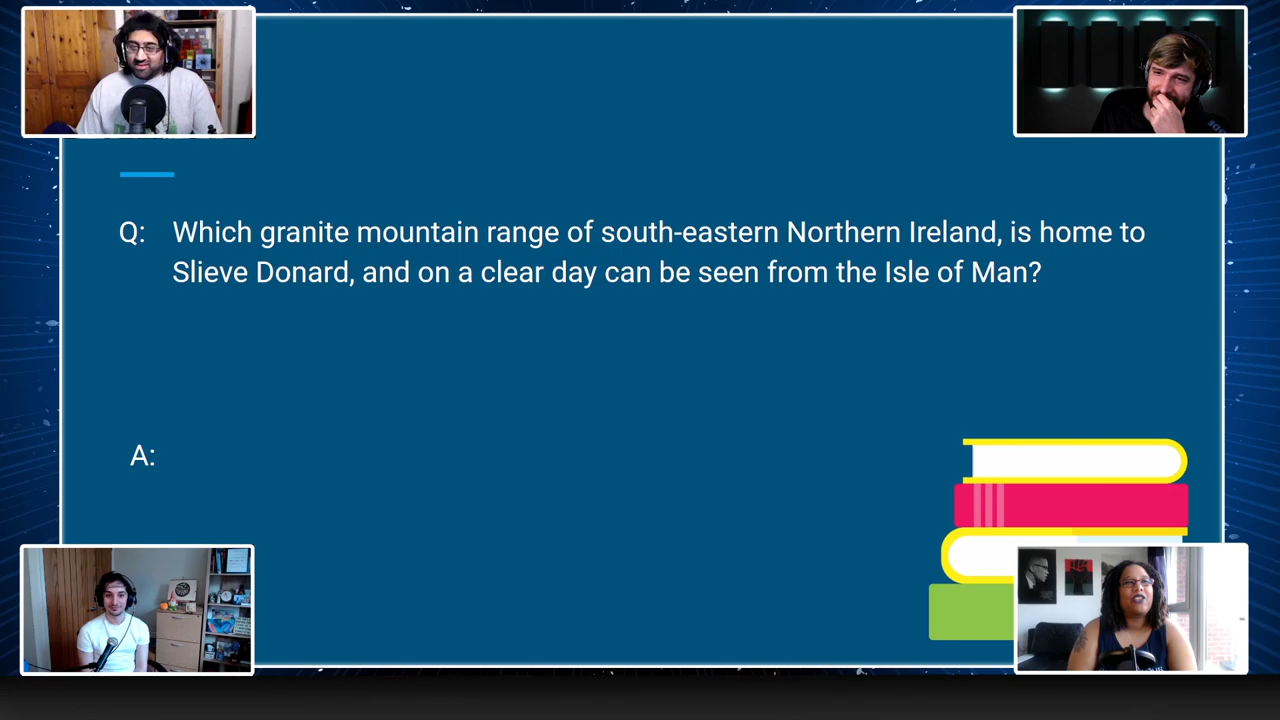 Q: Which granite mountain range of south-eastern Northern Ireland, is home to
Slieve Donard, and on a clear day can be seen from the Isle of Man?
A: